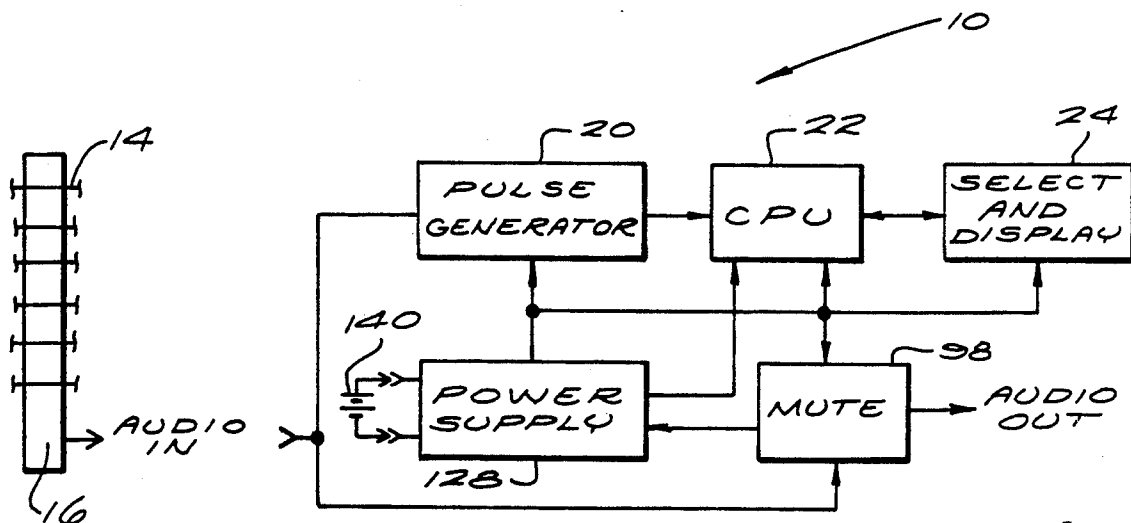 10
14
20
22
24
PULSE
GENERATOR
CPU
SELECT
AND
DISPLAY
140
98
POWER
SUPPLY
MUTE
AUDIO
OUT
AUDIO
IN
128
16